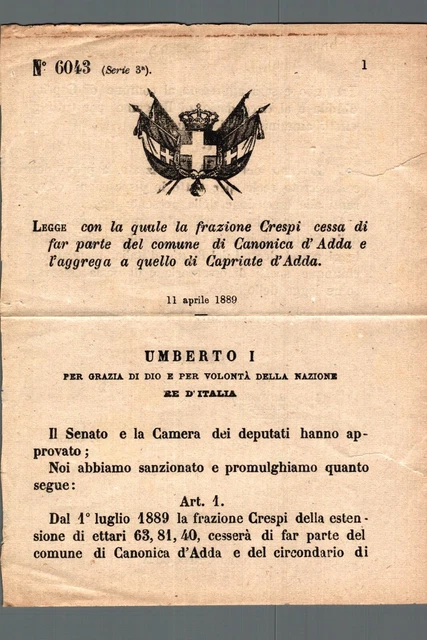 N° 6043 (Serie 3ª). 1
LEGGE con la quale la frazione Crespi cessa di
far parte del comune di Canonica d'Adda e
l'aggrega a quello di Capriate d'Adda.
11 aprile 1889
UMBERTO I
PER GRAZIA DI DIO E PER VOLONTÀ DELLA NAZIONE
RE D'ITALIA
Il Senato e la Camera dei deputati hanno ap-
provato ;
Noi abbiamo sanzionato e promulghiamo quanto
segue :
Art. 1.
Dal 1° luglio 1889 la frazione Crespi della esten-
sione di ettari 63, 81, 40, cesserà di far parte del
comune di Canonica d'Adda e del circondario di